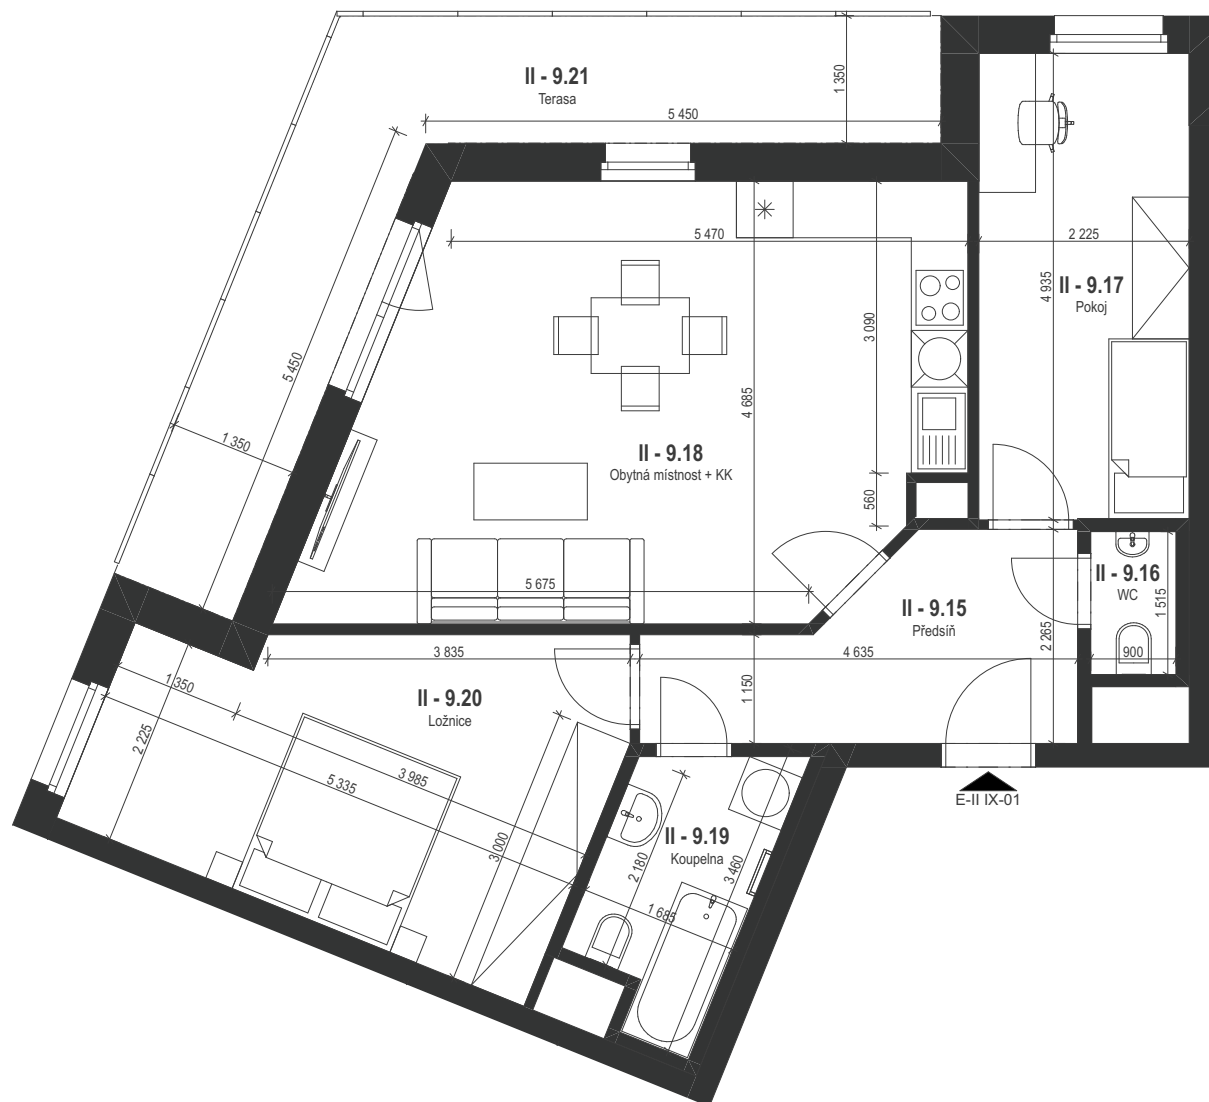 II - 9.21
Terasa
1 350
5 450
5 470
2 225
4 935
II - 9.17
Pokoj
3 090
4 685
5 450
1 350
II - 9.18
Obytná místnost + KK
560
5 675
II - 9.16
WC
1 515
II - 9.15
Předsíň
2 265
900
3 835
4 635
1 150
1 350
2 225
II - 9.20
Ložnice
3 985
5 335
3 000
E-II IX-01
II - 9.19
Koupelna
2 180
3 460
1 685